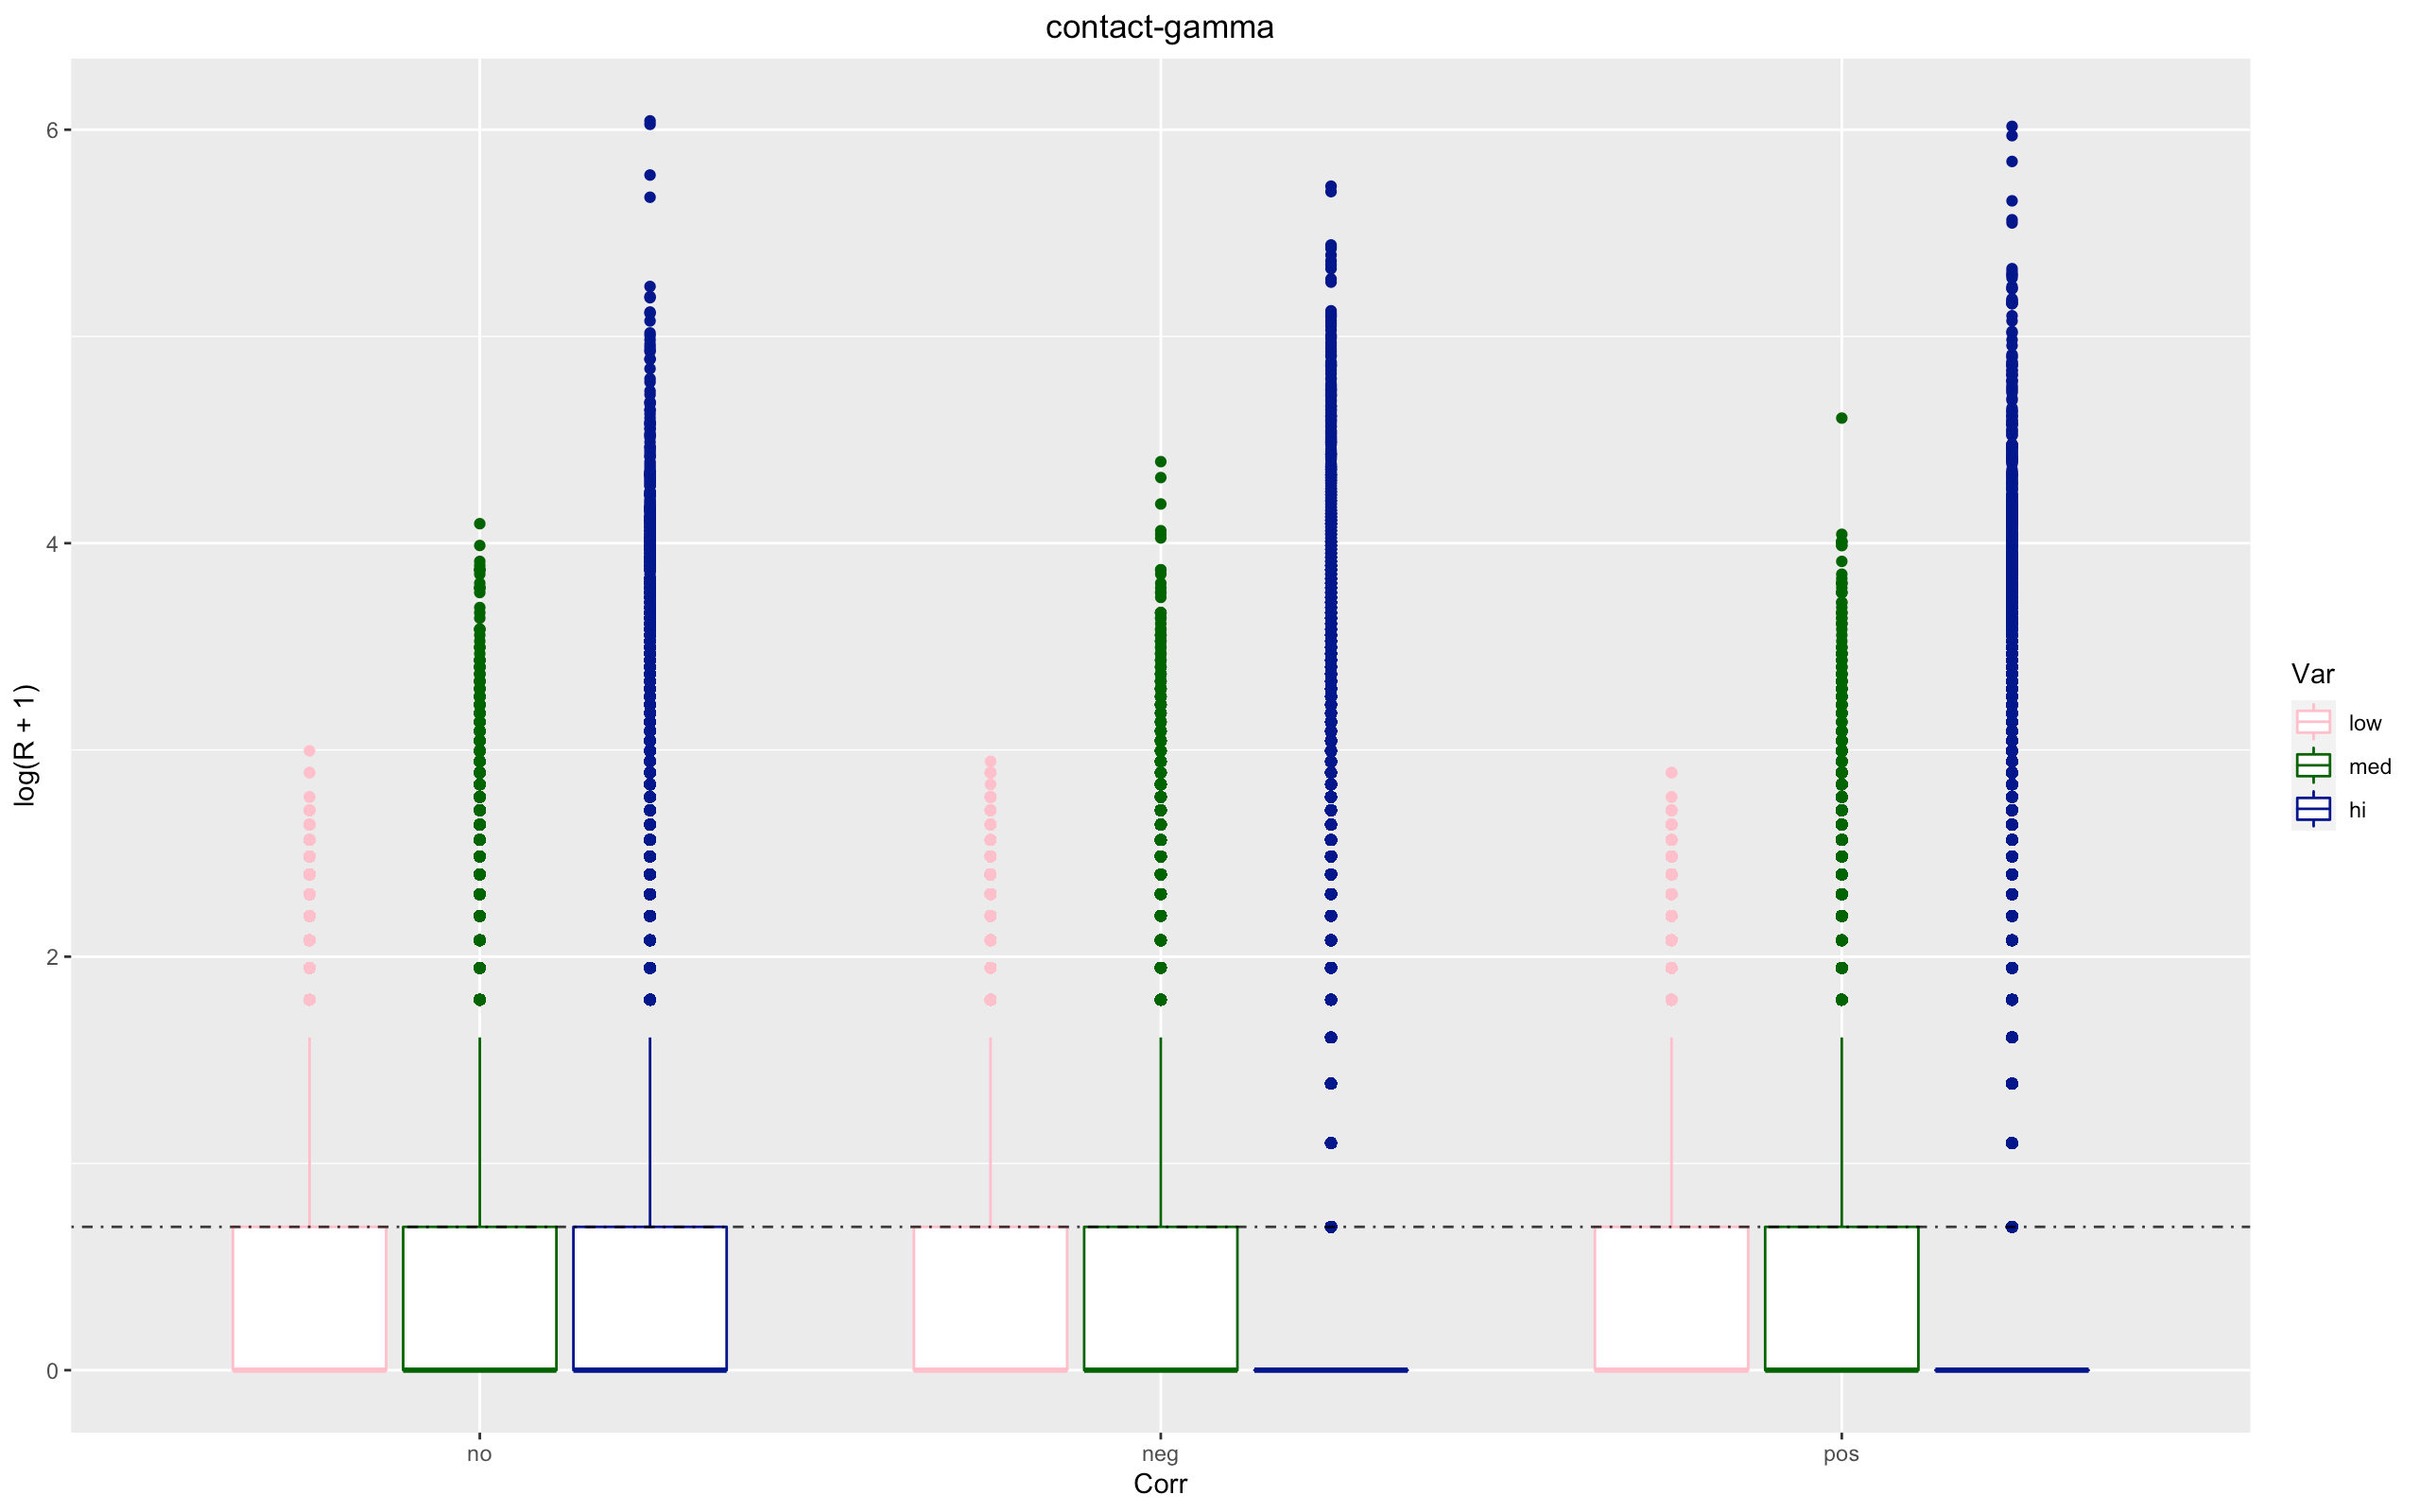 contact-gamma
6
4
2
0
log(R + 1)
no
neg
pos
Corr
Var
low
med
hi